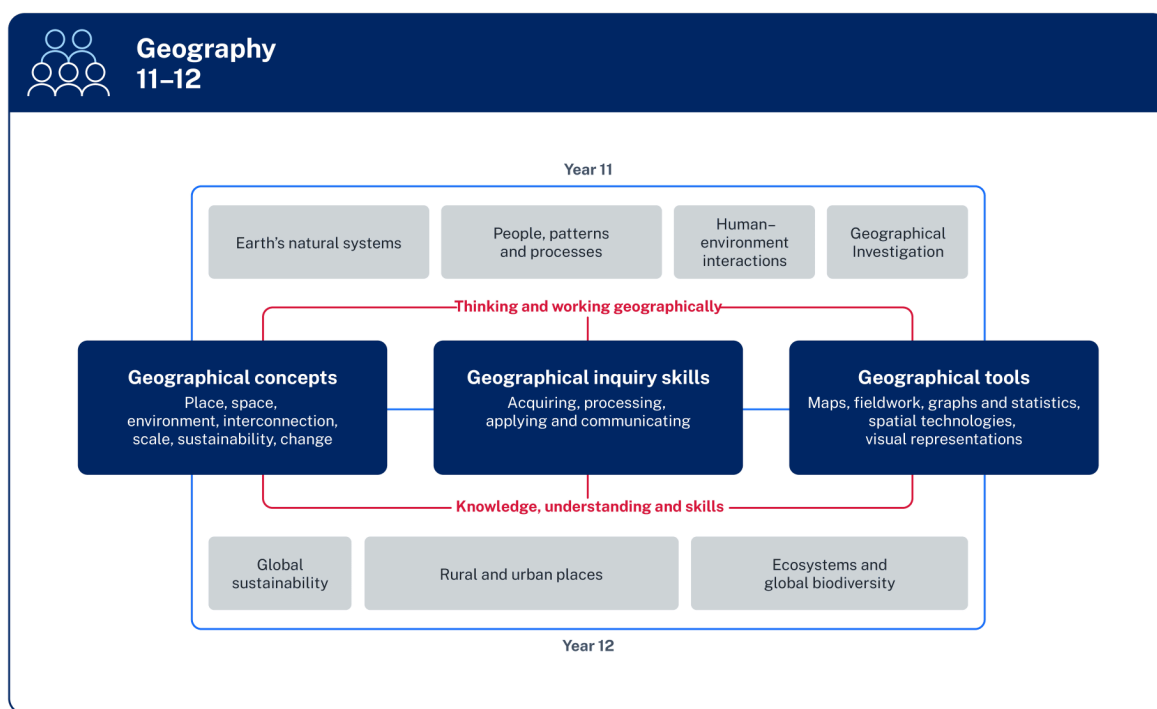 Geography
11–12
Year 11
Earth's natural systems
People, patterns
and processes
Human–
environment
interactions
Geographical
Investigation
Thinking and working geographically
Geographical concepts
Place, space,
environment, interconnection,
scale, sustainability, change
Geographical inquiry skills
Acquiring, processing,
applying and communicating
Geographical tools
Maps, fieldwork, graphs and statistics,
spatial technologies,
visual representations
Knowledge, understanding and skills
Global
sustainability
Rural and urban places
Ecosystems and
global biodiversity
Year 12